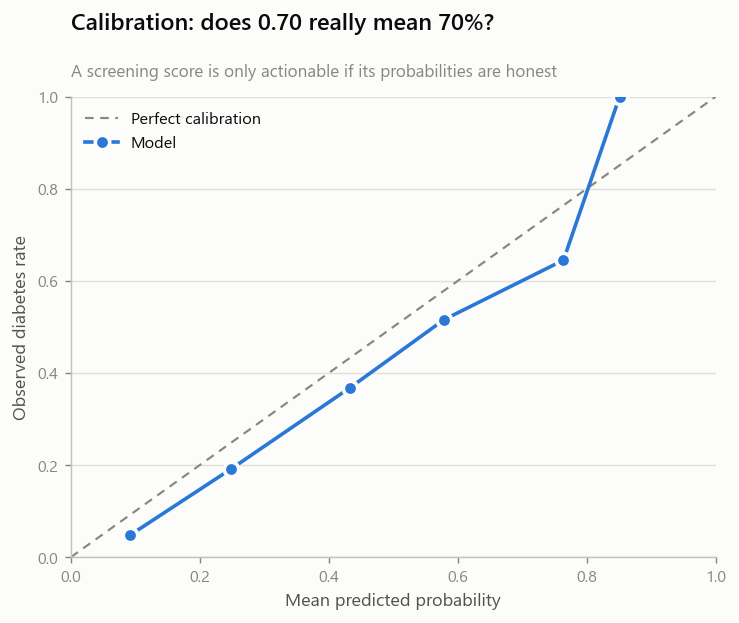 Calibration: does 0.70 really mean 70%?
A screening score is only actionable if its probabilities are honest
Perfect calibration
Model
Observed diabetes rate
1.0
0.8
0.6
0.4
0.2
0.0
0.0 0.2 0.4 0.6 0.8 1.0
Mean predicted probability